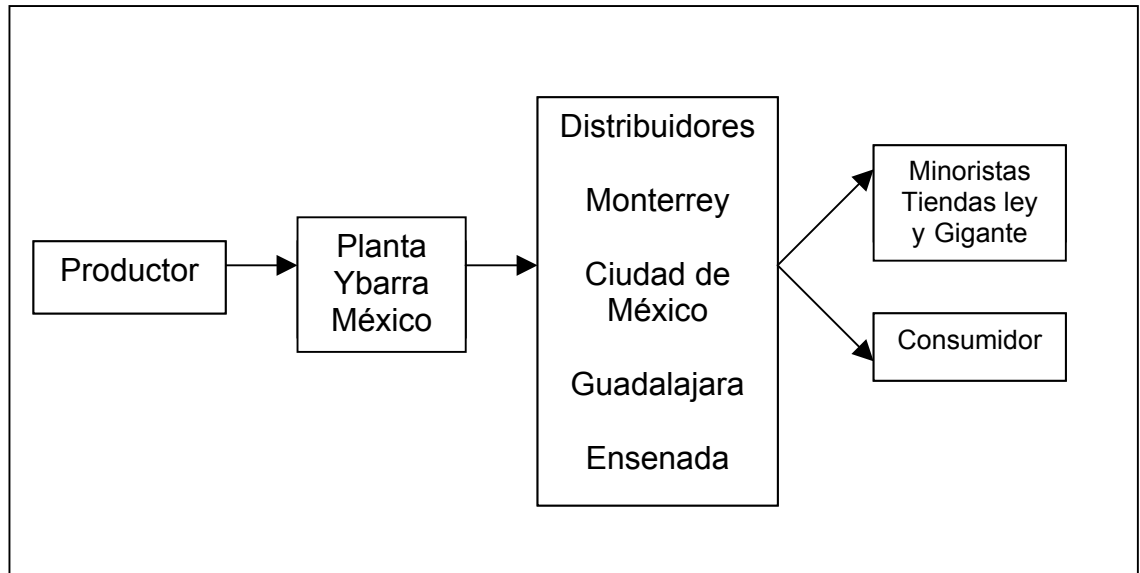 Productor
Planta
Ybarra
México
Distribuidores
Monterrey
Ciudad de
México
Guadalajara
Ensenada
Minoristas
Tiendas ley
y Gigante
Consumidor